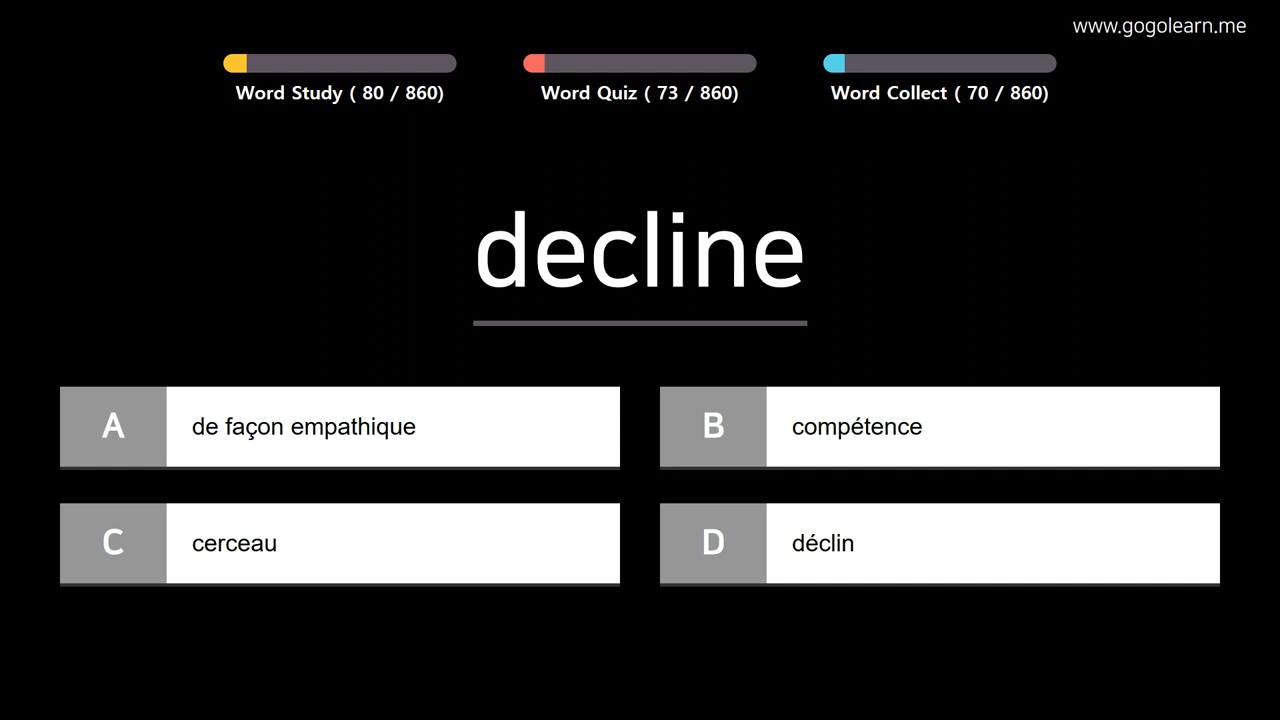 www.gogolearn.me
Word Study ( 80 / 860)
Word Quiz ( 73 / 860)
Word Collect ( 70 / 860)
decline
A de façon empathique
B compétence
C cerceau
D déclin